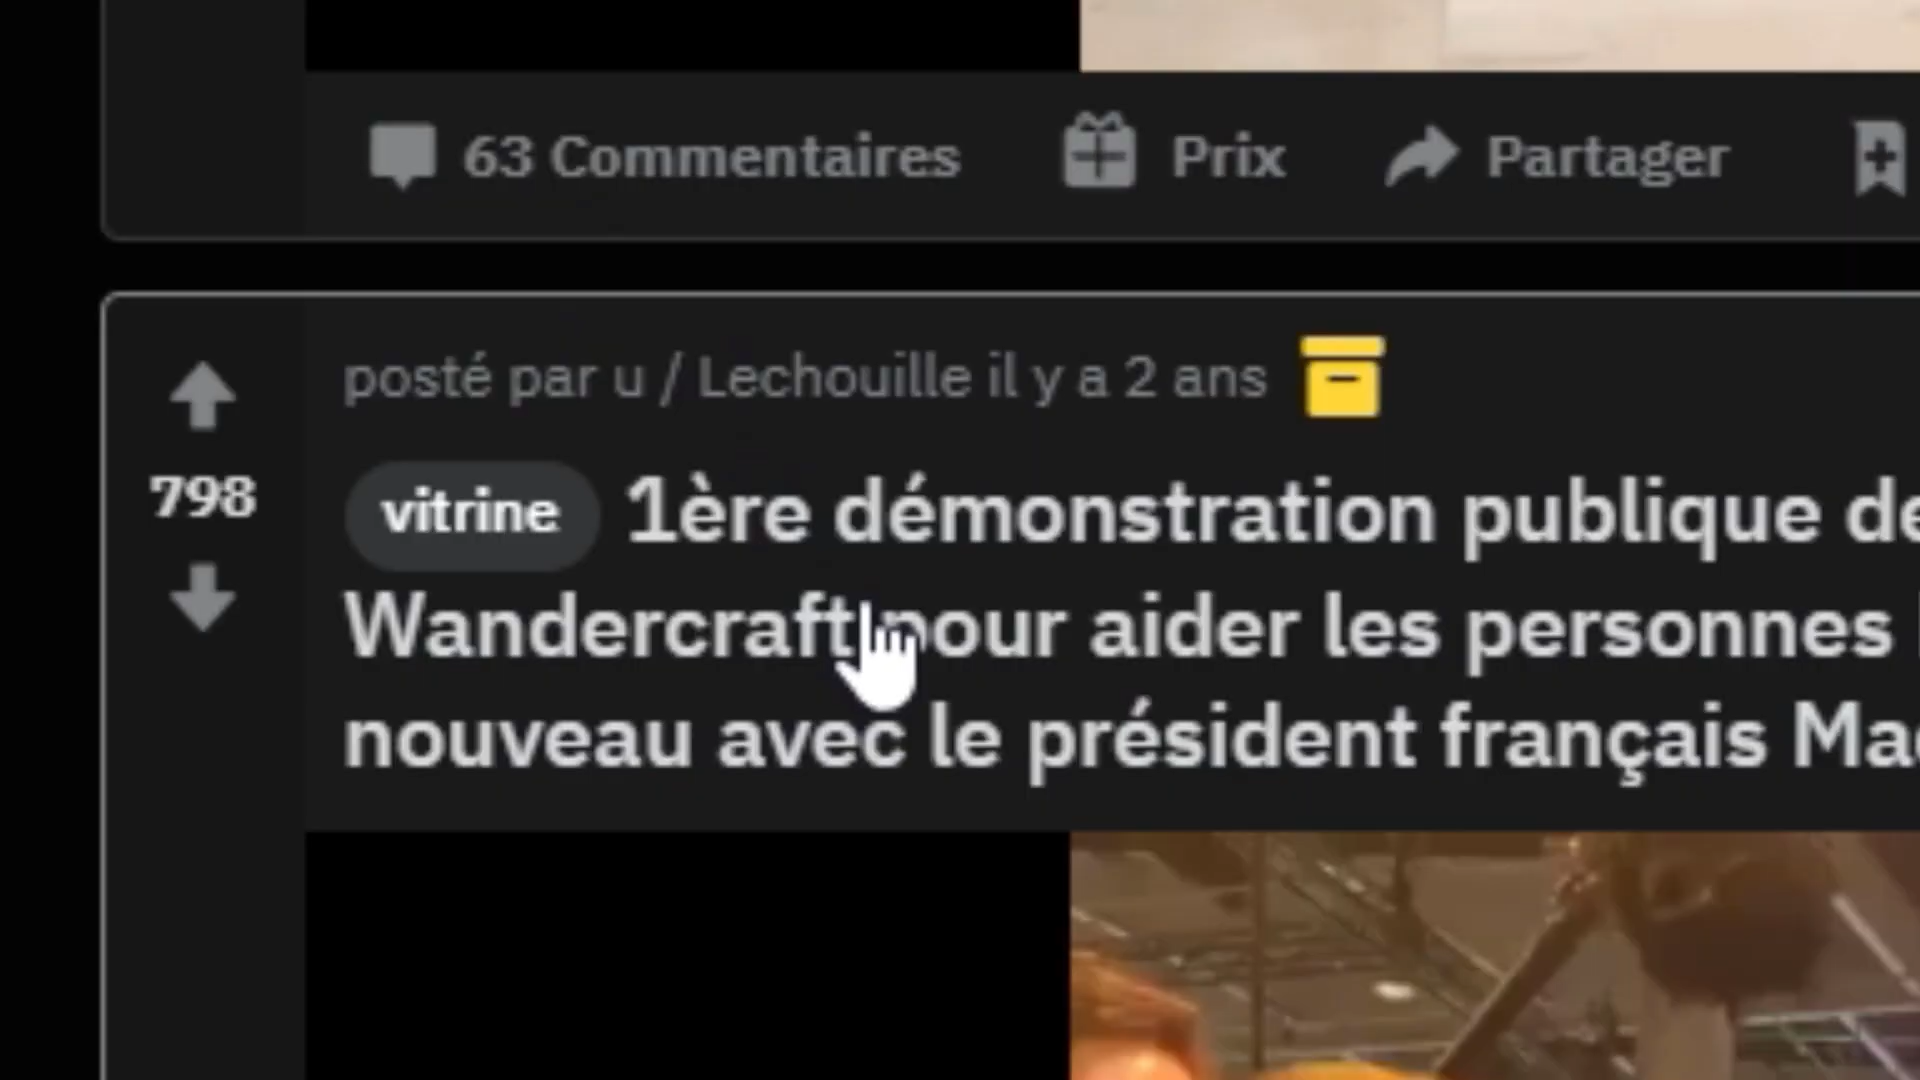 63 Commentaires Prix Partager
posté par u / Lechouille il y a 2 ans
798
vitrine 1ère démonstration publique de
Wandercraft pour aider les personnes
nouveau avec le président français